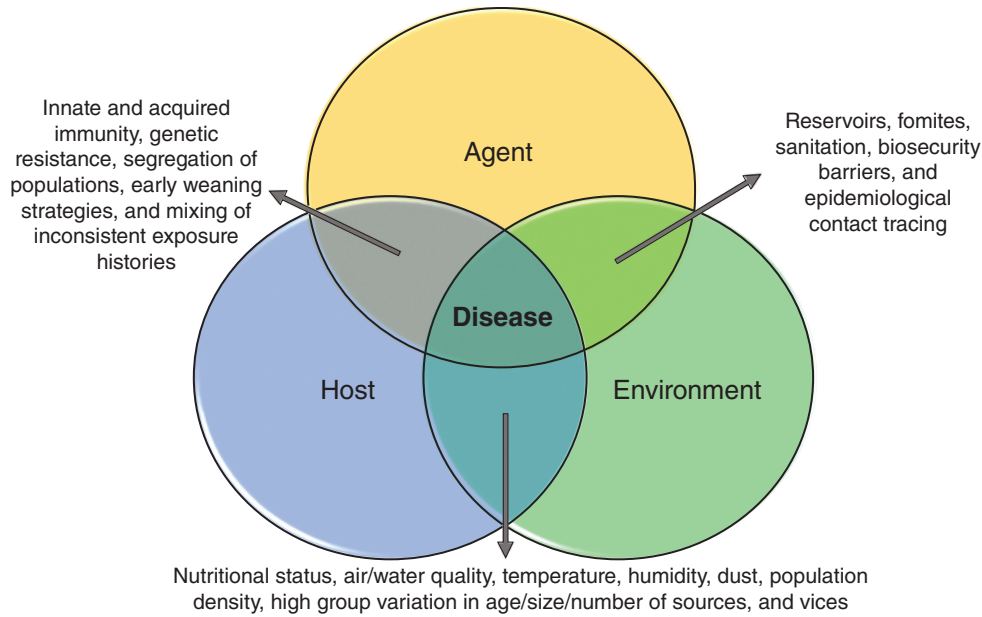 Innate and acquired
immunity, genetic
resistance, segregation of
populations, early weaning
strategies, and mixing of
inconsistent exposure
histories
Agent
Reservoirs, fomites,
sanitation, biosecurity
barriers, and
epidemiological
contact tracing
Disease
Host
Environment
Nutritional status, air/water quality, temperature, humidity, dust, population
density, high group variation in age/size/number of sources, and vices